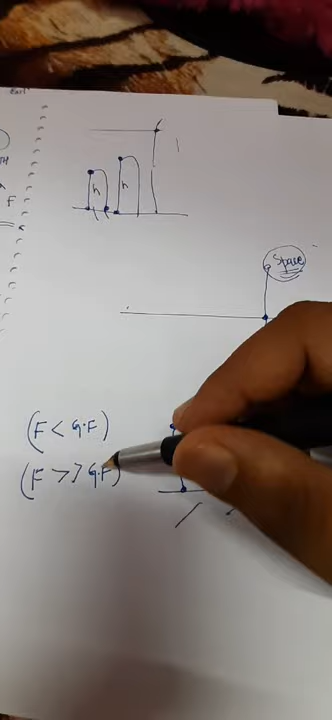 h h
Space
(F < G.F)
(F >> G.F)
F